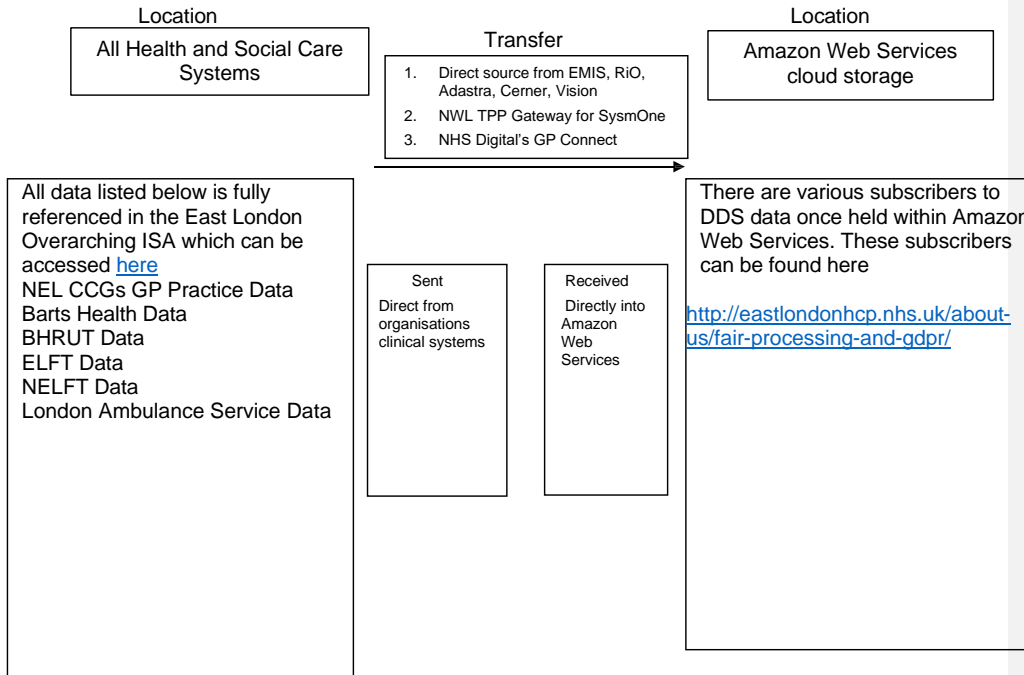 Location
All Health and Social Care
Systems
Transfer
1. Direct source from EMIS, RiO,
Adastra, Cerner, Vision
2. NWL TPP Gateway for SysmOne
3. NHS Digital's GP Connect
Location
Amazon Web Services
cloud storage
All data listed below is fully
referenced in the East London
Overarching ISA which can be
accessed here
NEL CCGs GP Practice Data
Barts Health Data
BHRUT Data
ELFT Data
NELFT Data
London Ambulance Service Data
Sent
Direct from
organisations
clinical systems
Received
Directly into
Amazon
Web
Services
There are various subscribers to
DDS data once held within Amazon
Web Services. These subscribers
can be found here
http://eastlondonhcp.nhs.uk/about-
us/fair-processing-and-gdpr/